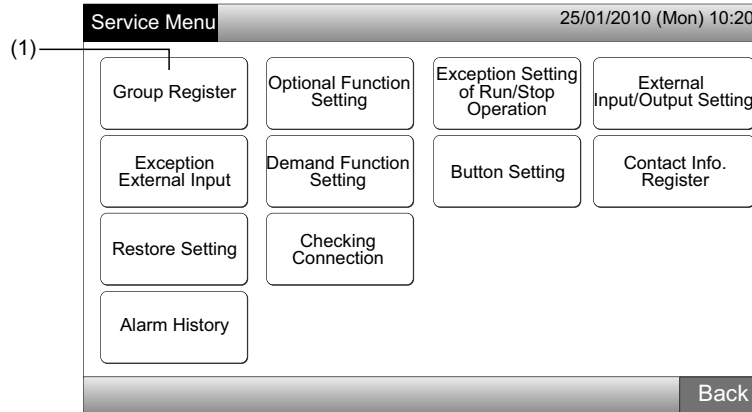 Service Menu
25/01/2010 (Mon) 10:20
(1)
Group Register
Optional Function
Setting
Exception Setting
of Run/Stop
Operation
External
Input/Output Setting
Exception
External Input
Demand Function
Setting
Button Setting
Contact Info.
Register
Restore Setting
Checking
Connection
Alarm History
Back